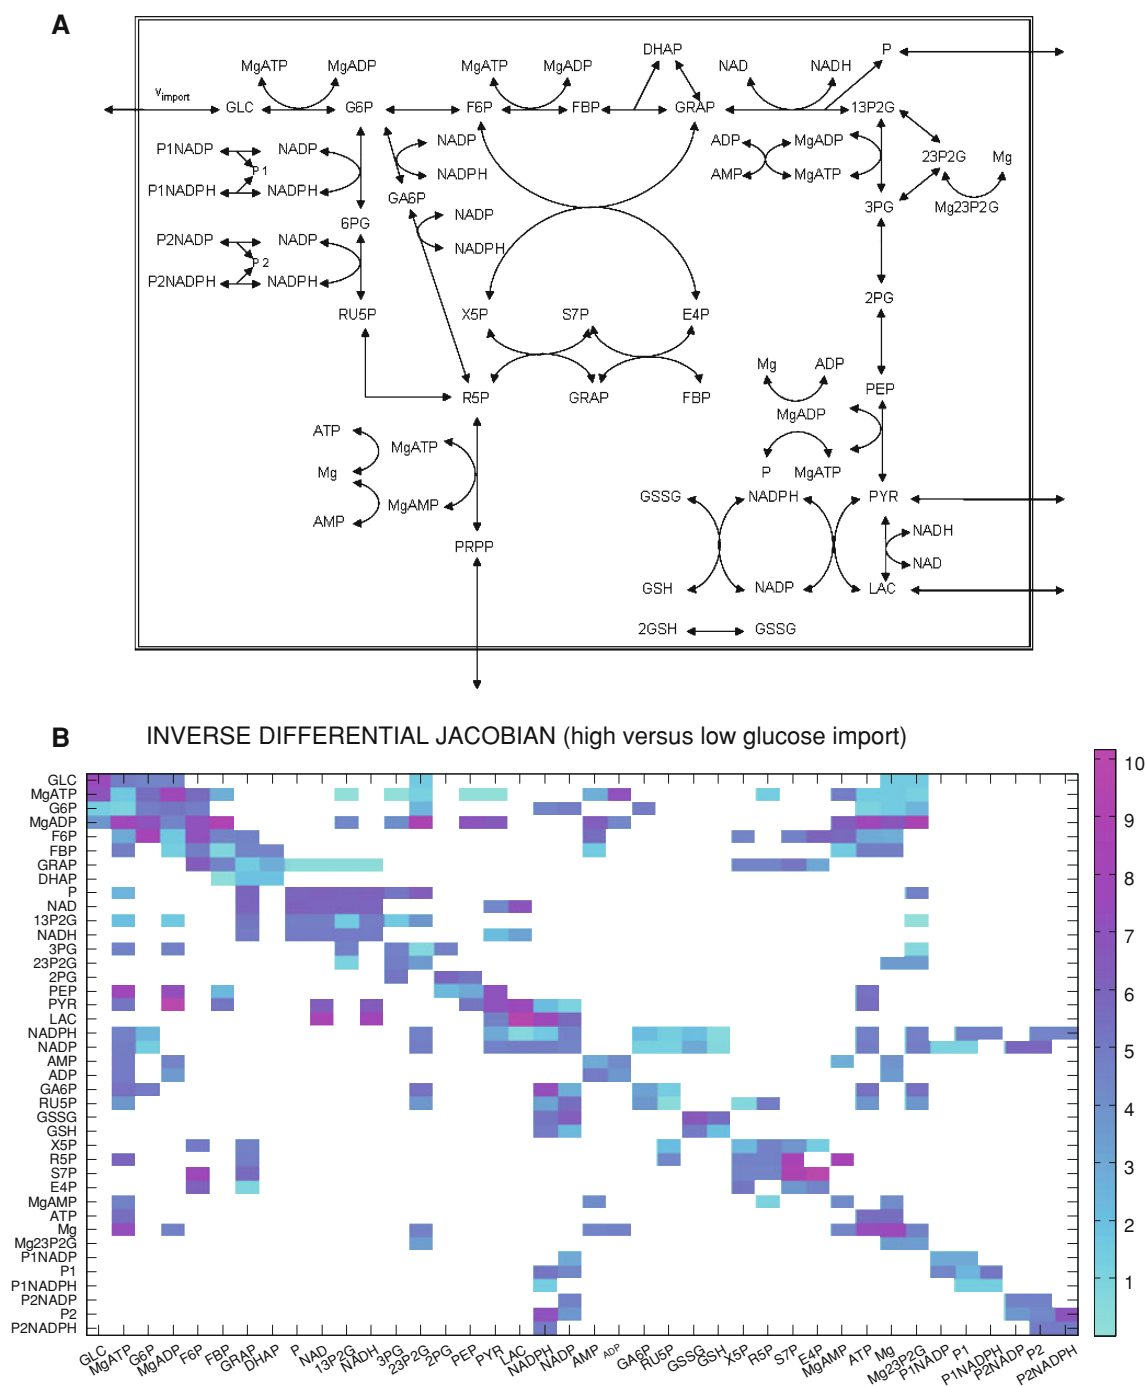 A
DHAP
P
MgATP
MgADP
MgATP
MgADP
NAD
NADH
Vimport
GLC
G6P
F6P
FBP
GRAP
13P2G
P1NADP
NADP
NADP
ADP
MgADP
23P2G
Mg
P 1
NADPH
AMP
MgATP
P1NADPH
NADPH
GA6P
3PG
Mg23P2G
6PG
NADP
P2NADP
NADP
NADPH
P 2
P2NADPH
NADPH
2PG
RU5P
X5P
S7P
E4P
Mg
ADP
PEP
R5P
GRAP
FBP
MgADP
ATP
MgATP
Mg
P
MgATP
MgAMP
GSSG
NADPH
PYR
AMP
NADH
PRPP
NAD
GSH
NADP
LAC
2GSH
GSSG
B
INVERSE DIFFERENTIAL JACOBIAN (high versus low glucose import)
GLC
MgATP
G6P
MgADP
F6P
FBP
GRAP
DHAP
P
NAD
13P2G
NADH
3PG
23P2G
2PG
PEP
PYR
LAC
NADPH
NADP
AMP
ADP
GA6P
RU5P
GSSG
GSH
X5P
R5P
S7P
E4P
MgAMP
ATP
Mg
Mg23P2G
P1NADP
P1
P1NADPH
P2NADP
P2
P2NADPH
10
9
8
7
6
5
4
3
2
1
GLC
MgATP
G6P
MgADP
F6P
FBP
GRAP
DHAP
P
NAD
13P2G
NADH
3PG
23P2G
2PG
PEP
PYR
LAC
NADPH
NADP
AMP
ADP
GA6P
RU5P
GSSG
GSH
X5P
R5P
S7P
E4P
MgAMP
ATP
Mg
Mg23P2G
P1NADP
P1
P1NADPH
P2NADP
P2
P2NADPH